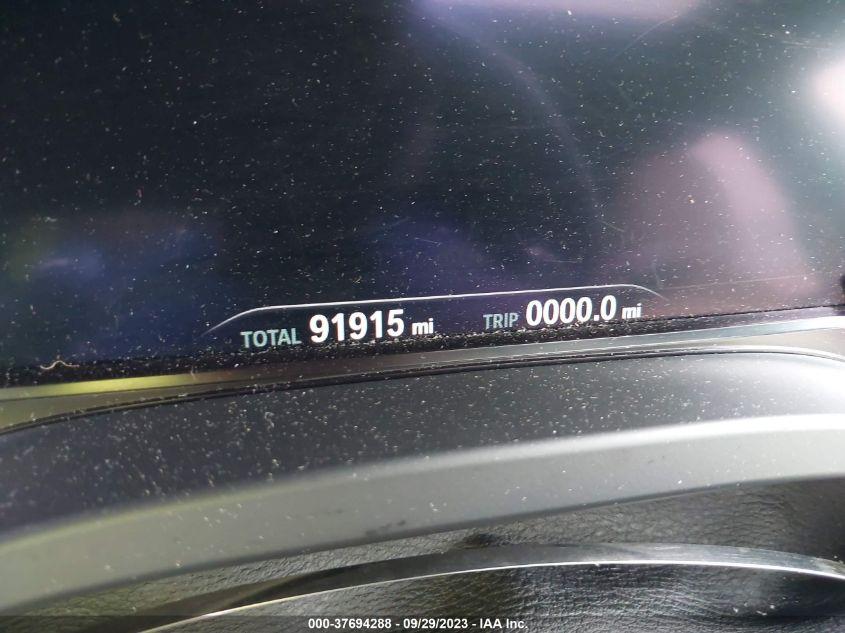 TOTAL 91915 mi TRIP 0000.0 mi
000-37694288 - 09/29/2023 - IAA Inc.